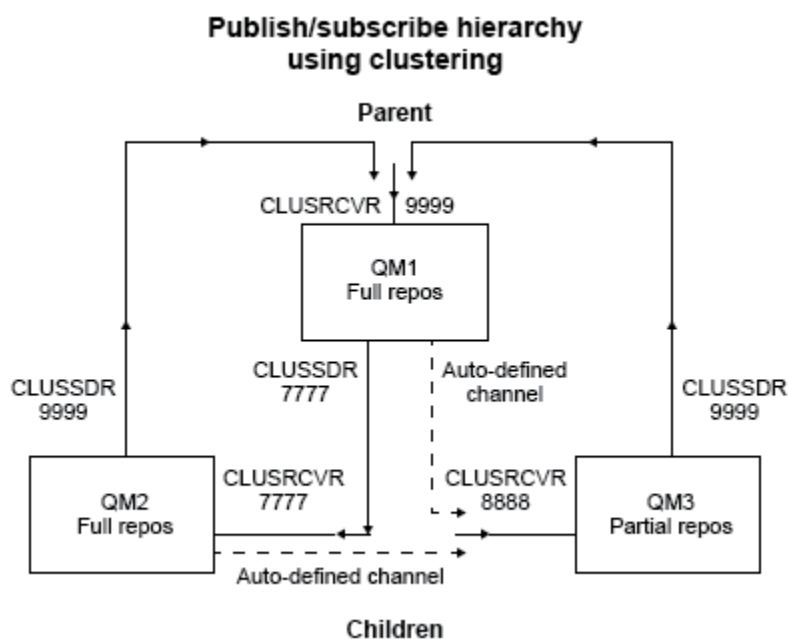 Publish/subscribe hierarchy
using clustering
Parent
CLUSRCVR 9999
QM1
Full repos
CLUSSDR
7777
Auto-defined
channel
CLUSSDR
9999
CLUSSDR
9999
CLUSRCVR
7777
CLUSRCVR
8888
QM2
Full repos
QM3
Partial repos
Auto-defined channel
Children